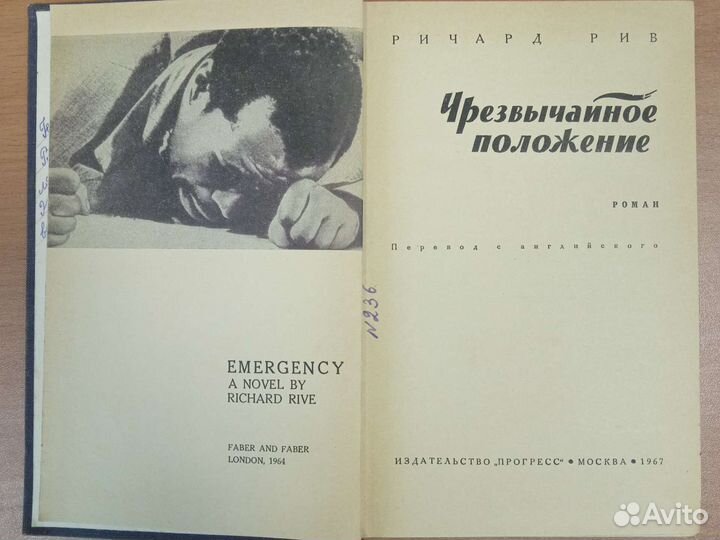 EMERGENCY
A NOVEL BY
RICHARD RIVE
FABER AND FABER
LONDON, 1964
N236
РИЧАРД РИВ
Чрезвычайное
положение
РОМАН
Перевод с английского
ИЗДАТЕЛЬСТВО „ПРОГРЕСС“ • МОСКВА • 1967
Avito